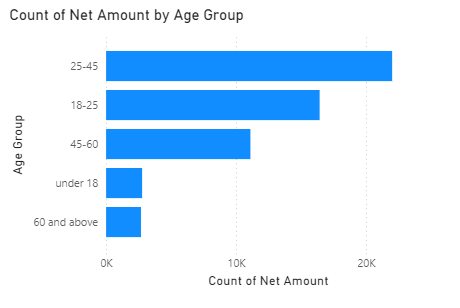 Count of Net Amount by Age Group
Age Group
25-45
18-25
45-60
under 18
60 and above
0K 10K 20K
Count of Net Amount